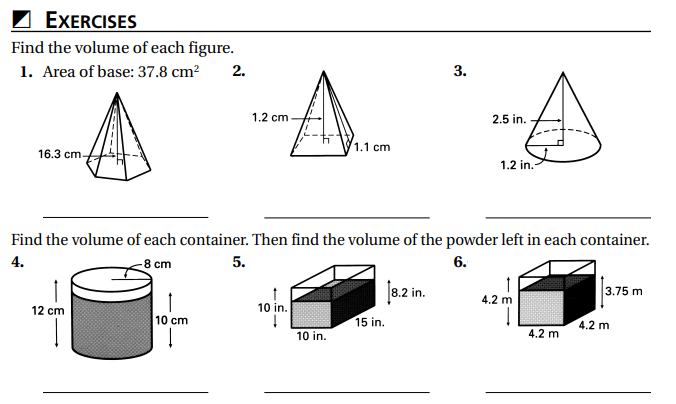 EXERCISES
Find the volume of each figure.
1. Area of base: 37.8 cm²
2.
3.
16.3 cm
1.2 cm
1.1 cm
2.5 in.
1.2 in.
Find the volume of each container. Then find the volume of the powder left in each container.
4.
5.
6.
8 cm
12 cm
10 cm
10 in.
8.2 in.
15 in.
10 in.
4.2 m
3.75 m
4.2 m
4.2 m